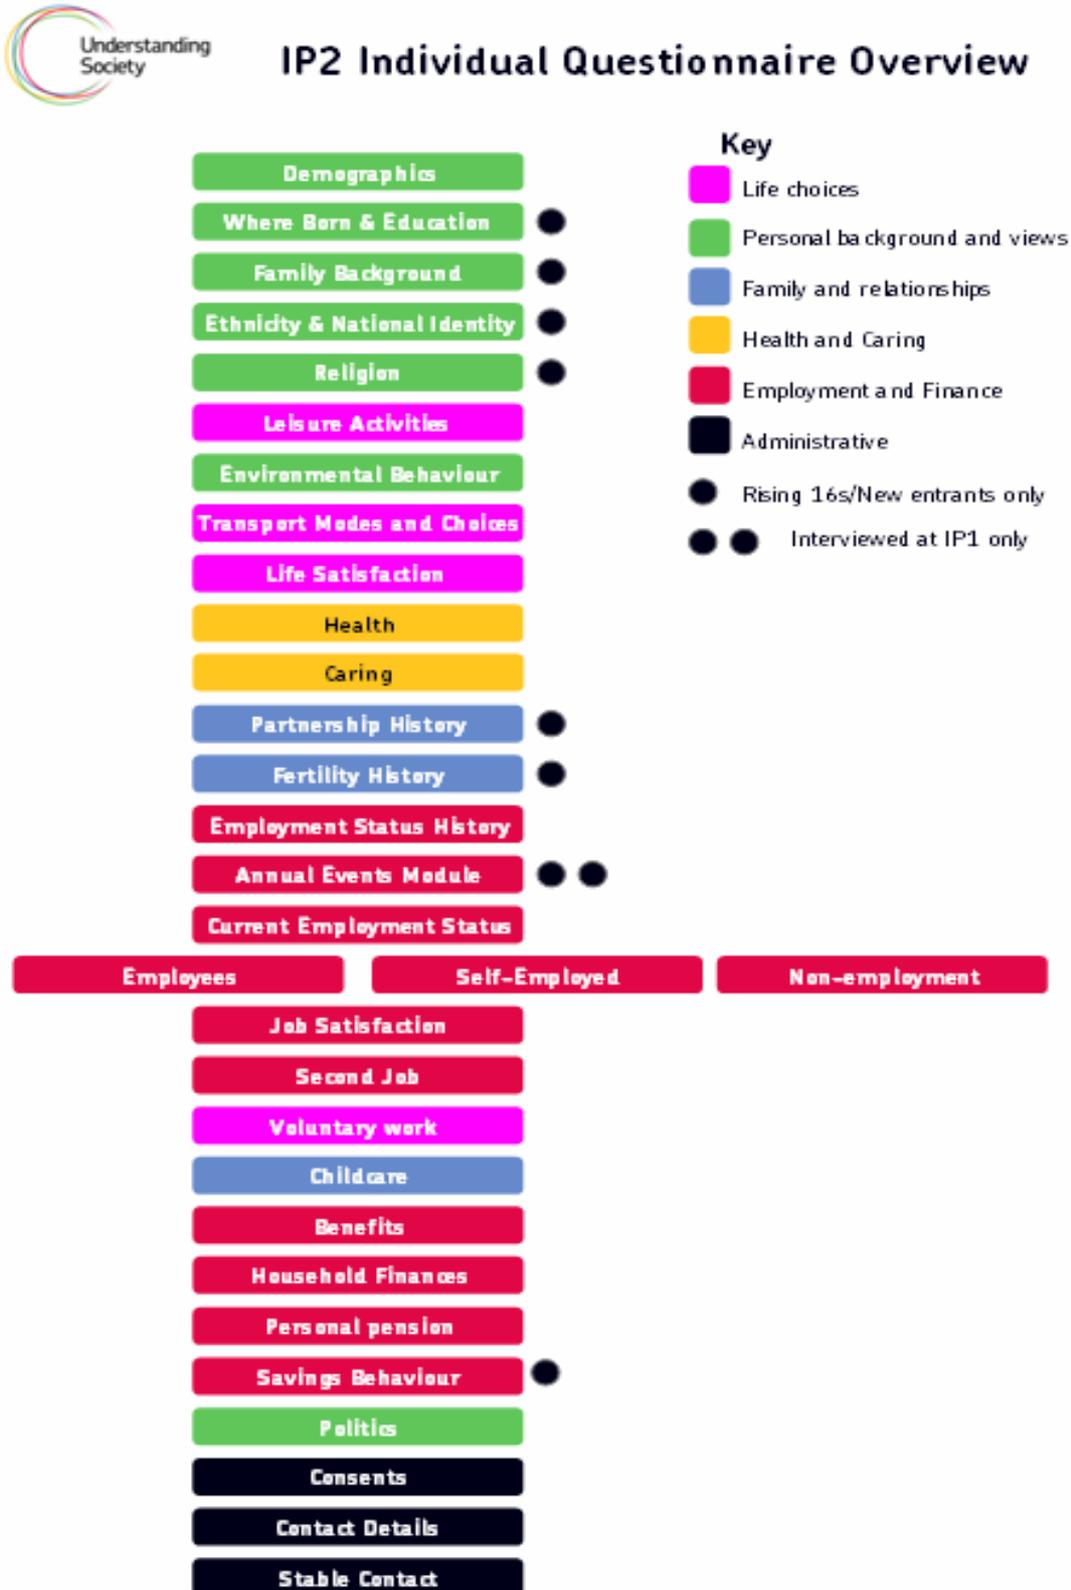 Understanding
Society
IP2 Individual Questionnaire Overview
Key
Life choices
Personal background and views
Family and relationships
Health and Caring
Employment and Finance
Administrative
Rising 16s/New entrants only
Interviewed at IP1 only
Demographics
Where Born & Education
Family Background
Ethnicity & National Identity
Religion
Leisure Activities
Environmental Behaviour
Transport Modes and Choices
Life Satisfaction
Health
Caring
Partnership History
Fertility History
Employment Status History
Annual Events Module
Current Employment Status
Employees
Self-Employed
Non-employment
Job Satisfaction
Second Job
Voluntary work
Childcare
Benefits
Household Finances
Personal pension
Savings Behaviour
Politics
Consents
Contact Details
Stable Contact